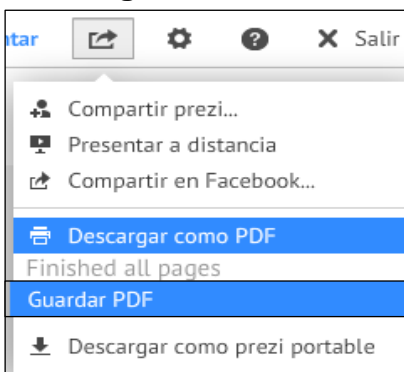 Salir
Compartir prezi...
Presentar a distancia
Compartir en Facebook...
Descargar como PDF
Finished all pages
Guardar PDF
Descargar como prezi portable